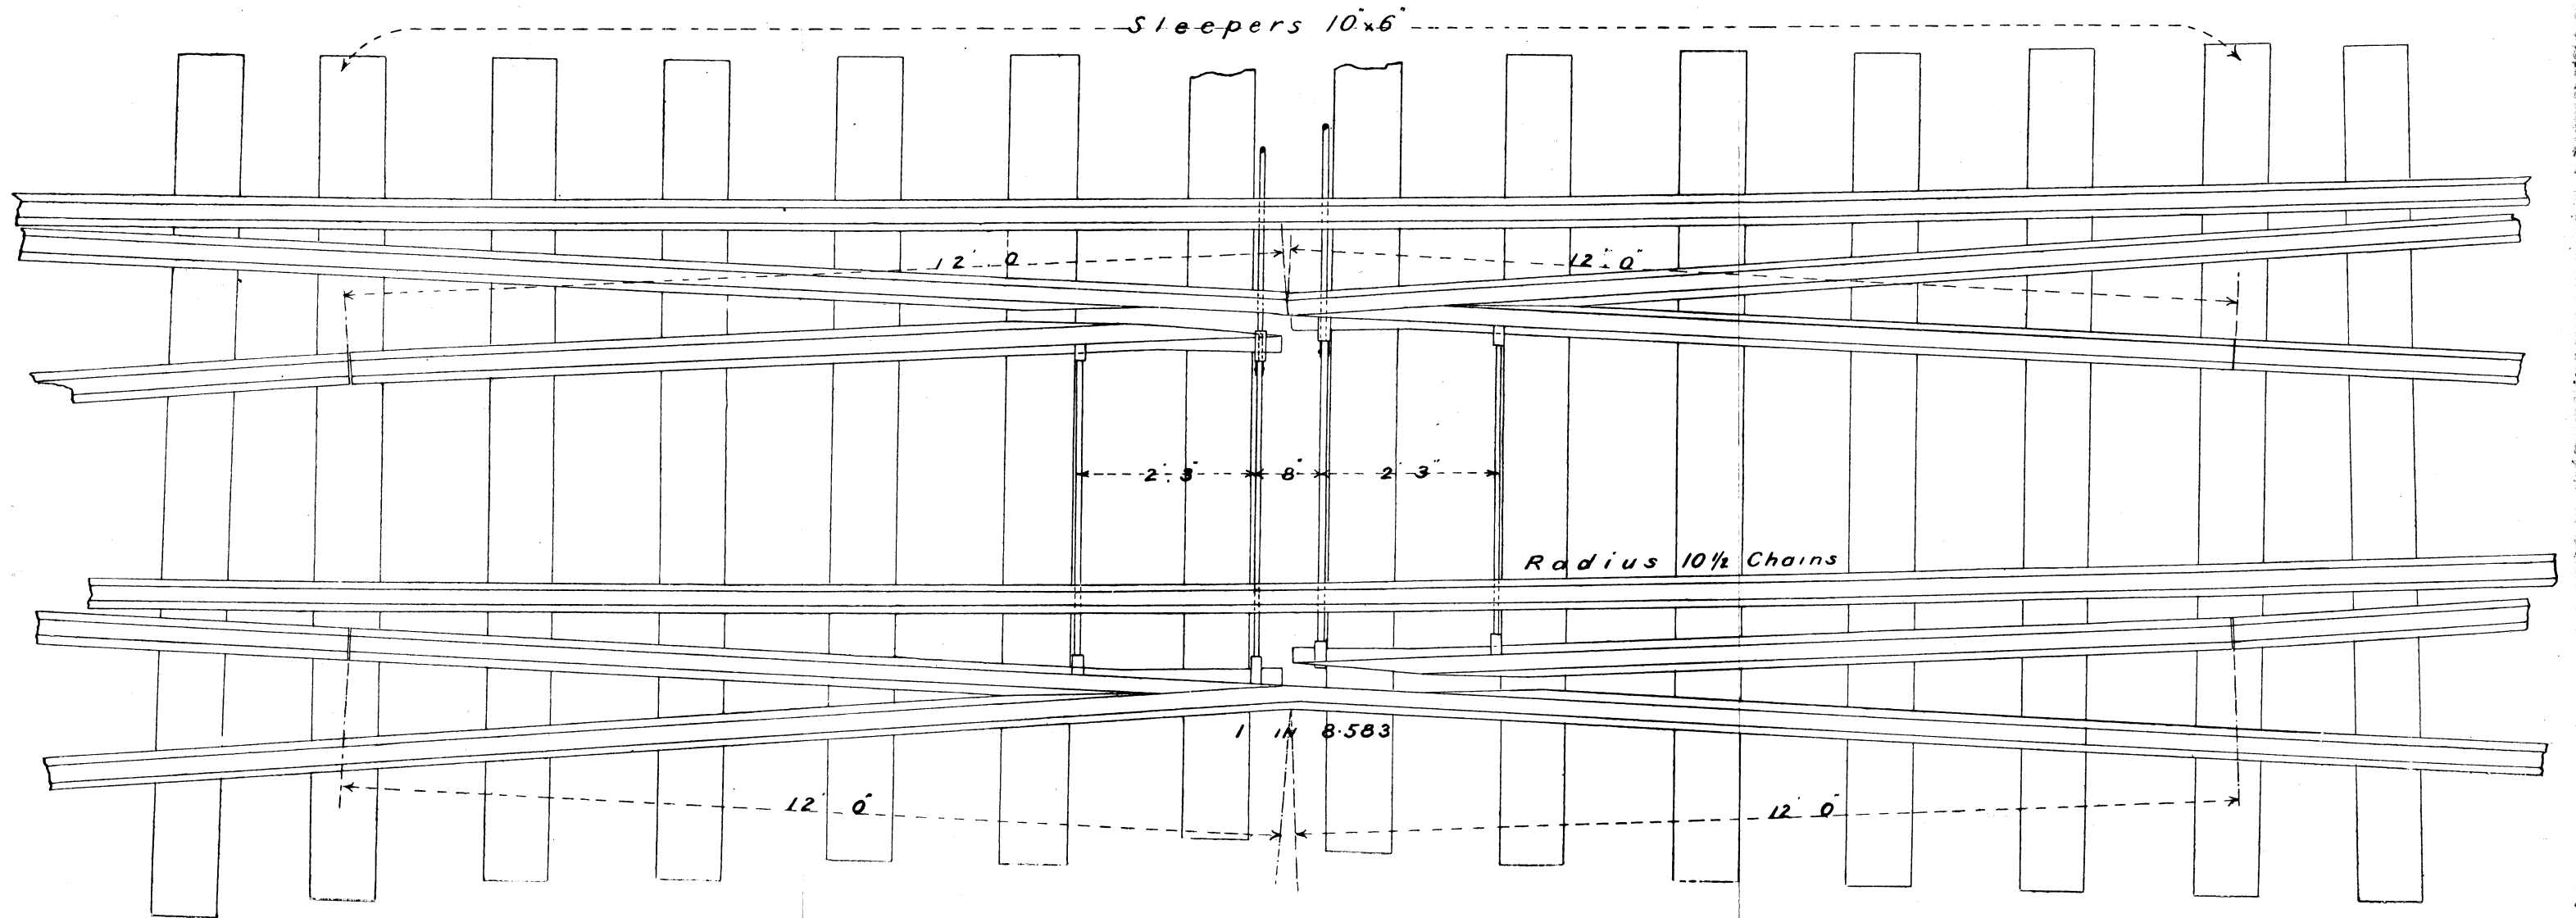 Sleepers 10"x6"
12' 0"
12' 0"
2' 3"
8"
2' 3"
Radius 10½ Chains
1 IN 8·583
12' 0"
12' 0"